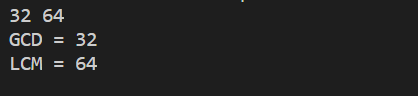 32 64
GCD = 32
LCM = 64